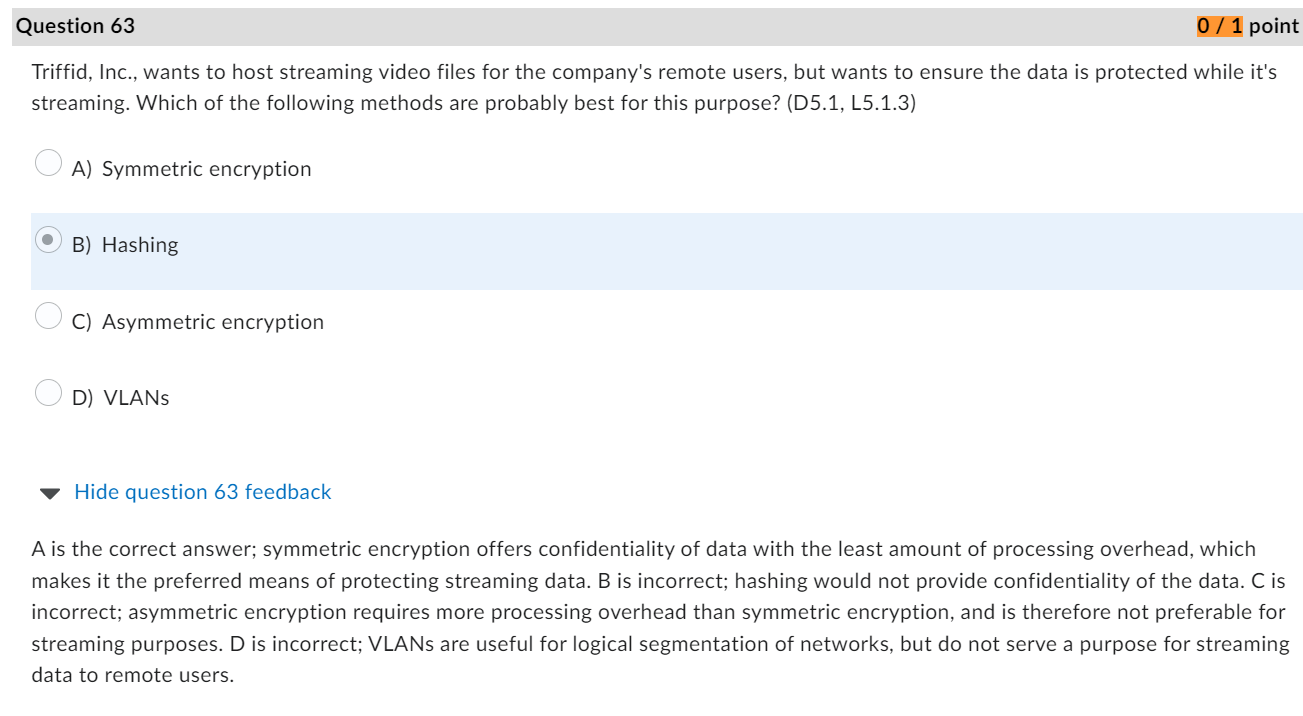 Question 63
0 / 1 point
Triffid, Inc., wants to host streaming video files for the company's remote users, but wants to ensure the data is protected while it's
streaming. Which of the following methods are probably best for this purpose? (D5.1, L5.1.3)
A) Symmetric encryption
B) Hashing
C) Asymmetric encryption
D) VLANs
Hide question 63 feedback
A is the correct answer; symmetric encryption offers confidentiality of data with the least amount of processing overhead, which
makes it the preferred means of protecting streaming data. B is incorrect; hashing would not provide confidentiality of the data. C is
incorrect; asymmetric encryption requires more processing overhead than symmetric encryption, and is therefore not preferable for
streaming purposes. D is incorrect; VLANs are useful for logical segmentation of networks, but do not serve a purpose for streaming
data to remote users.